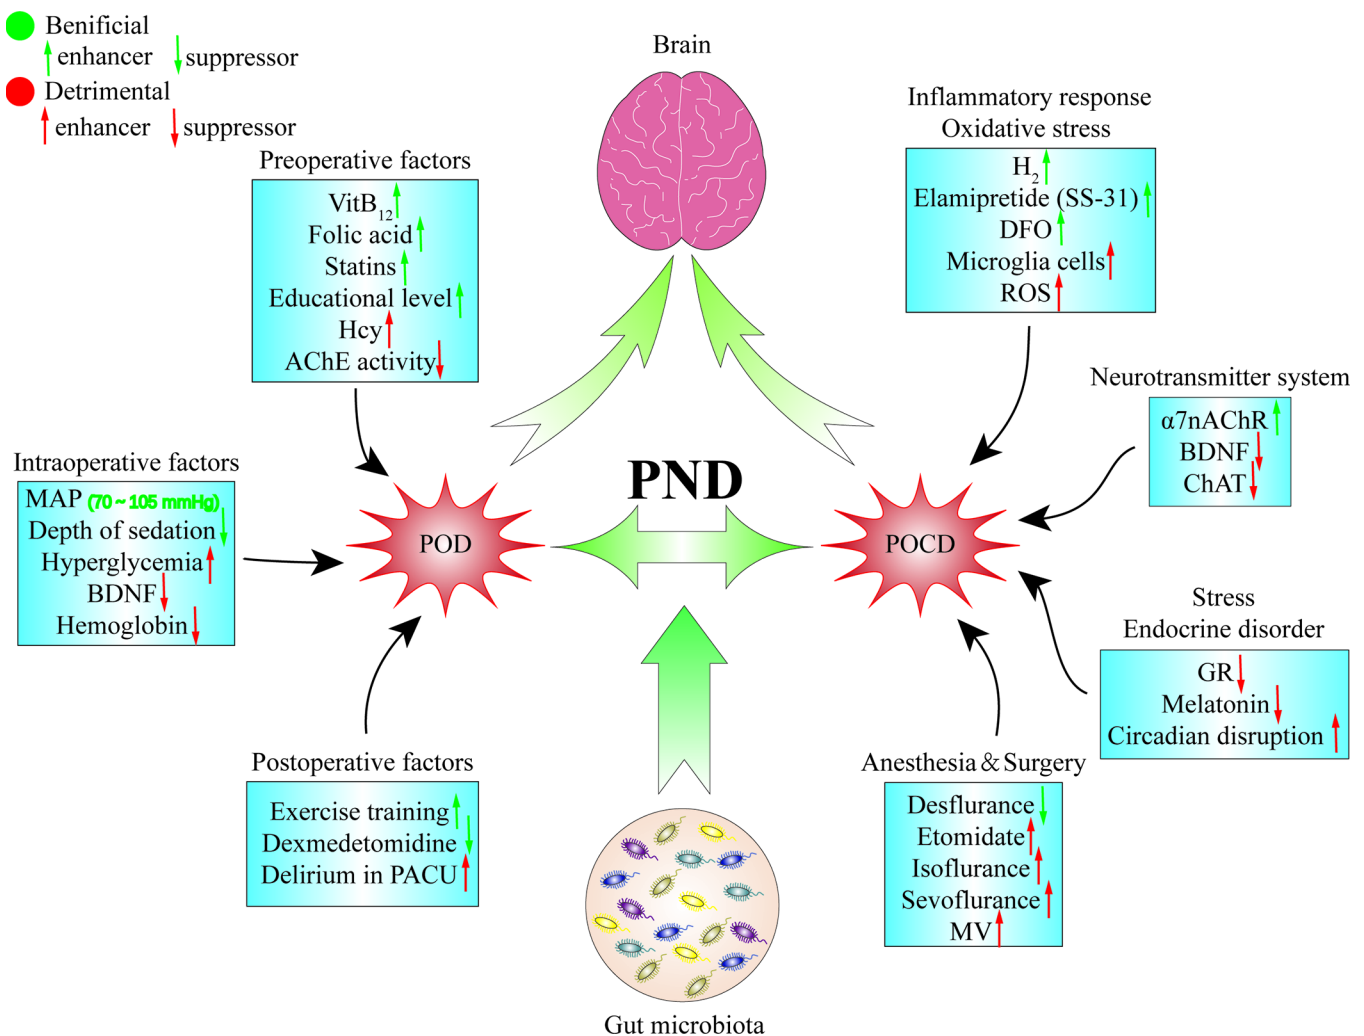 Benificial
enhancer suppressor
Detrimental
enhancer suppressor
Brain
Preoperative factors
VitB12
Folic acid
Statins
Educational level
Hcy
AChE activity
Inflammatory response
Oxidative stress
H2
Elamipretide (SS-31)
DFO
Microglia cells
ROS
Neurotransmitter system
α7nAChR
BDNF
ChAT
Intraoperative factors
MAP (70 ~ 105 mmHg)
Depth of sedation
Hyperglycemia
BDNF
Hemoglobin
PND
POD
POCD
Stress
Endocrine disorder
GR
Melatonin
Circadian disruption
Postoperative factors
Exercise training
Dexmedetomidine
Delirium in PACU
Anesthesia & Surgery
Desflurance
Etomidate
Isoflurance
Sevoflurance
MV
Gut microbiota